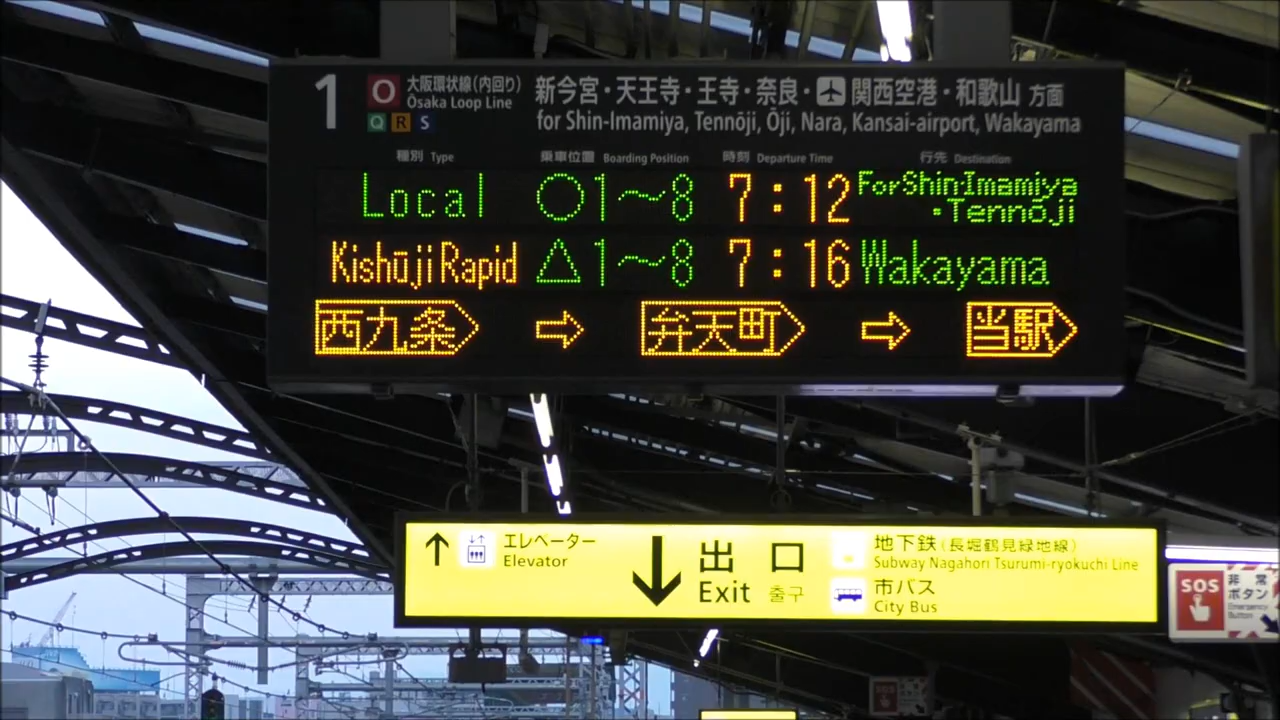 1 O 大阪環状線(内回り) 新今宮・天王寺・王寺・奈良・関西空港・和歌山 方面
Ōsaka Loop Line for Shin-Imamiya, Tennōji, Ōji, Nara, Kansai-airport, Wakayama
Q R S
種別 Type 乗車位置 Boarding Position 時刻 Departure Time 行先 Destination
Local ○1〜8 7:12 For Shin-Imamiya
・Tennōji
Kishūji Rapid △1〜8 7:16 Wakayama
西九条 ⇨ 弁天町 ⇨ 当駅
↑ エレベーター
Elevator
↓ 出口
Exit 출구
地下鉄(長堀鶴見緑地線)
Subway Nagahori Tsurumi-ryokuchi Line
市バス
City Bus
SOS 非常
ボタン
Emergency
Button
SOS